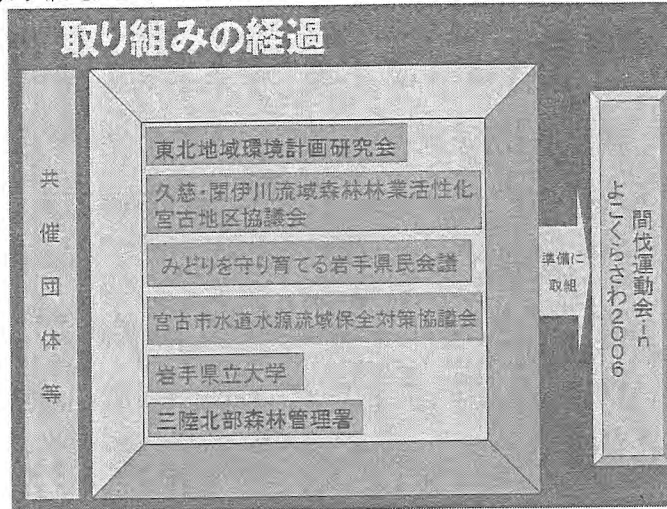 取り組みの経過
共催団体等
東北地域環境計画研究会
久慈・閉伊川流域森林林業活性化
宮古地区協議会
みどりを守り育てる岩手県民会議
宮古市水道水源流域保全対策協議会
岩手県立大学
三陸北部森林管理署
準備に
取組
間伐運動会in
よこくらさわ2006